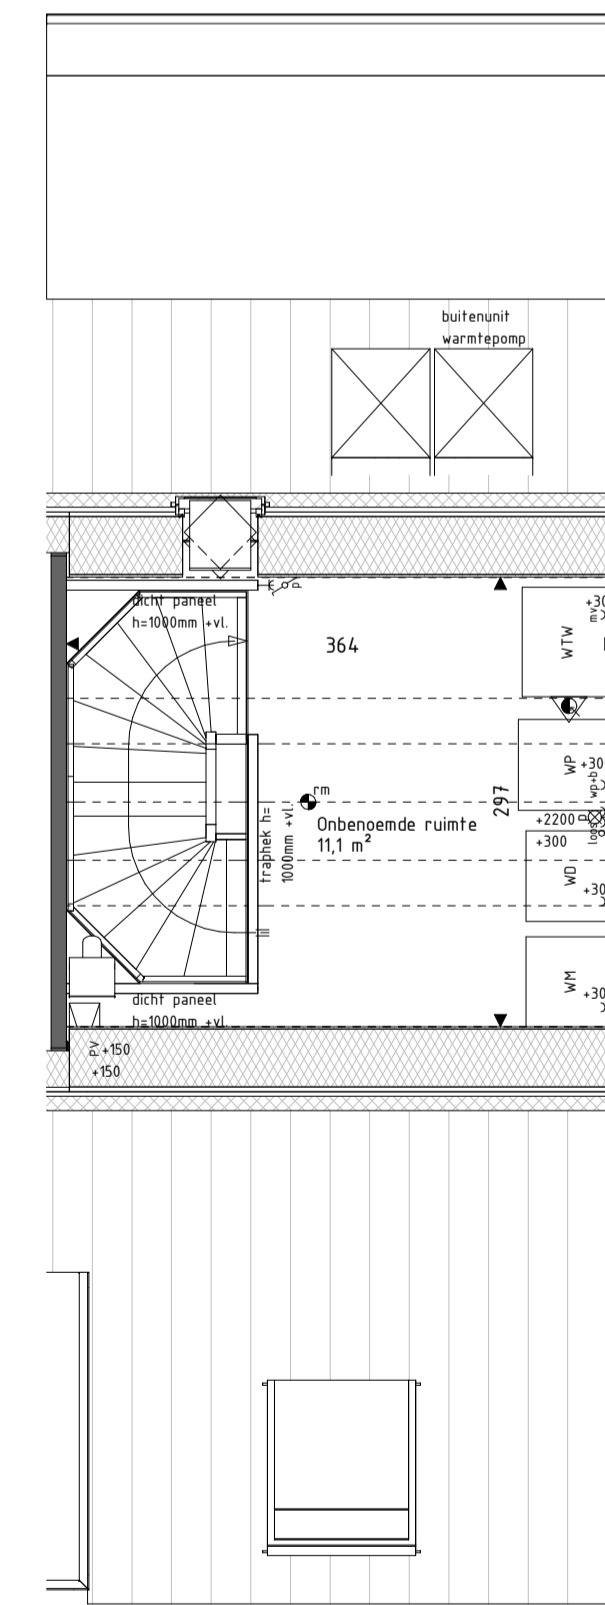 buitenunit
warmtepomp
p
dicht paneel
h=1000mm +vl.
364
+30
mv
WTW
WP
+30
wp+b
rm
Onbenoemde ruimte
11,1 m²
297
traphek h=
1000mm +vl.
+2200
p
loos
+300
WD
+30
WM
+30
dicht paneel
h=1000mm +vl.
PV
+150
+150